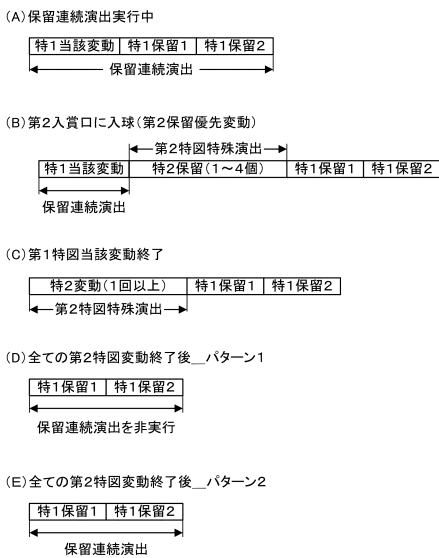 (A)保留連続演出実行中
特1当該変動 特1保留1 特1保留2
保留連続演出
(B)第2入賞口に入球(第2保留優先変動)
第2特図特殊演出
特1当該変動 特2保留(1～4個) 特1保留1 特1保留2
保留連続演出
(C)第1特図当該変動終了
特2変動(1回以上) 特1保留1 特1保留2
第2特図特殊演出
(D)全ての第2特図変動終了後__パターン1
特1保留1 特1保留2
保留連続演出を非実行
(E)全ての第2特図変動終了後__パターン2
特1保留1 特1保留2
保留連続演出